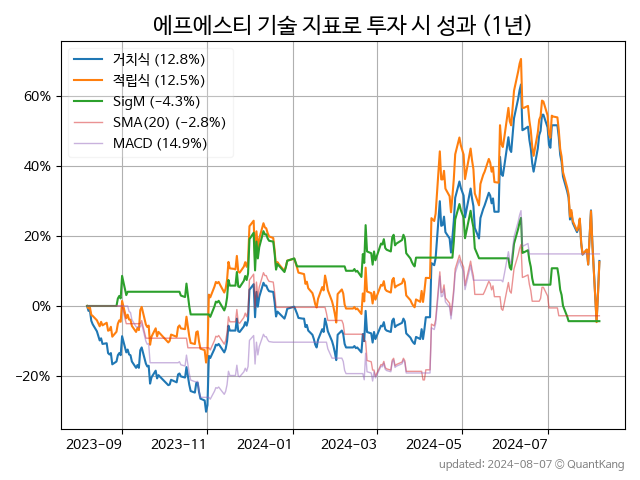 에프에스티 기술 지표로 투자 시 성과 (1년)
거치식 (12.8%)
적립식 (12.5%)
SigM (−4.3%)
SMA(20) (−2.8%)
MACD (14.9%)
60%
40%
20%
0%
−20%
2023-09
2023-11
2024-01
2024-03
2024-05
2024-07
updated: 2024-08-07 ⓒ QuantKang